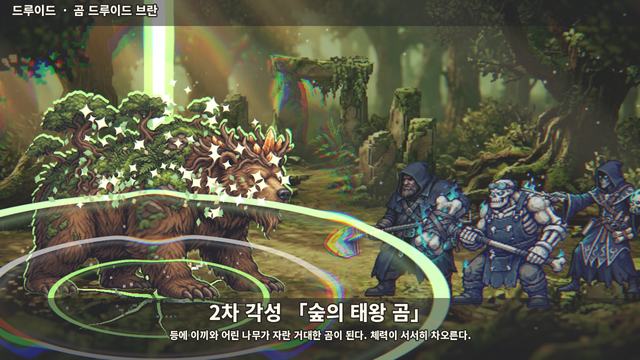 드루이드 · 곰 드루이드 브란
2차 각성 「숲의 태왕 곰」
등에 이끼와 어린 나무가 자란 거대한 곰이 된다. 체력이 서서히 차오른다.